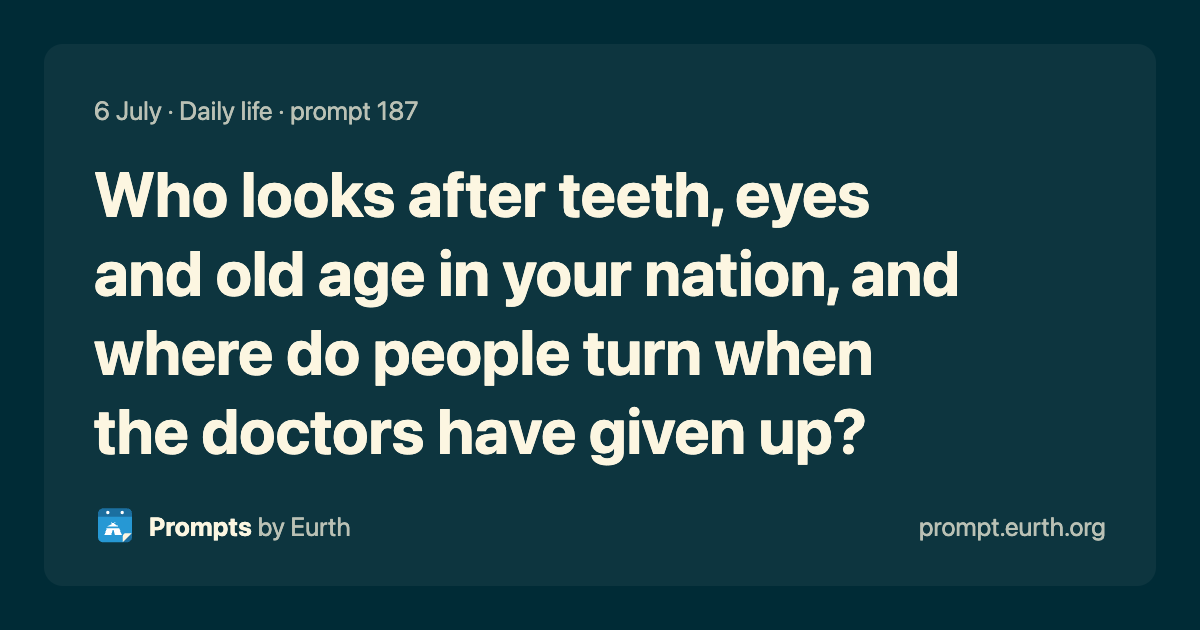 6 July · Daily life · prompt 187
Who looks after teeth, eyes
and old age in your nation, and
where do people turn when
the doctors have given up?
Prompts by Eurth
prompt.eurth.org